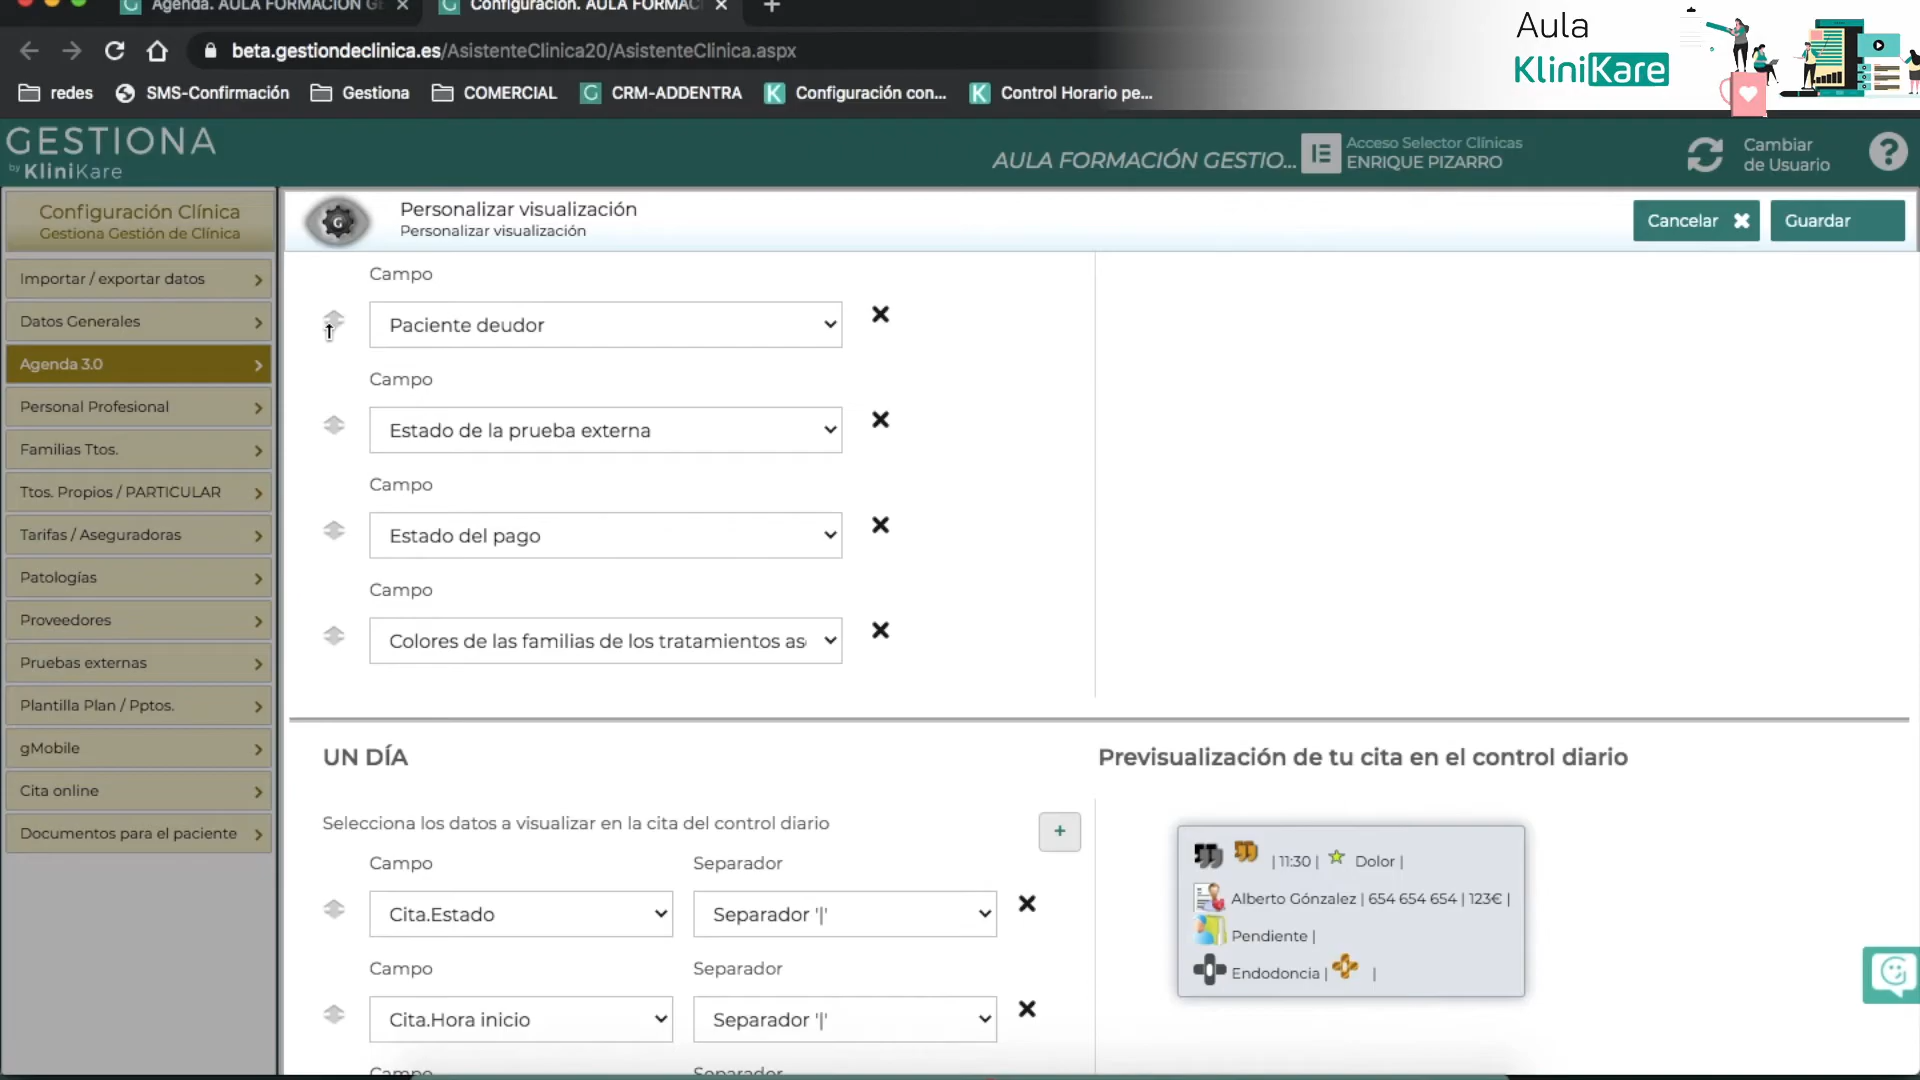 Agenda. AULA FORMACIÓN G
Configuración. AULA FORMAC
beta.gestiondeclinica.es/AsistenteClinica20/AsistenteClinica.aspx
Aula
KliniKare
redes
SMS-Confirmación
Gestiona
COMERCIAL
CRM-ADDENTRA
Configuración con...
Control Horario pe...
GESTIONA
by KliniKare
AULA FORMACIÓN GESTIO...
Acceso Selector Clínicas
ENRIQUE PIZARRO
Cambiar
de Usuario
Configuración Clínica
Gestiona Gestión de Clínica
Importar / exportar datos
Datos Generales
Agenda 3.0
Personal Profesional
Familias Ttos.
Ttos. Propios / PARTICULAR
Tarifas / Aseguradoras
Patologías
Proveedores
Pruebas externas
Plantilla Plan / Pptos.
gMobile
Cita online
Documentos para el paciente
Personalizar visualización
Personalizar visualización
Cancelar
Guardar
Campo
Paciente deudor
Campo
Estado de la prueba externa
Campo
Estado del pago
Campo
Colores de las familias de los tratamientos as
UN DÍA
Selecciona los datos a visualizar en la cita del control diario
+
Campo Separador
Cita.Estado Separador '|'
Campo Separador
Cita.Hora inicio Separador '|'
Campo Separador
Previsualización de tu cita en el control diario
| 11:30 | Dolor |
Alberto Gónzalez | 654 654 654 | 123€ |
Pendiente |
Endodoncia | |